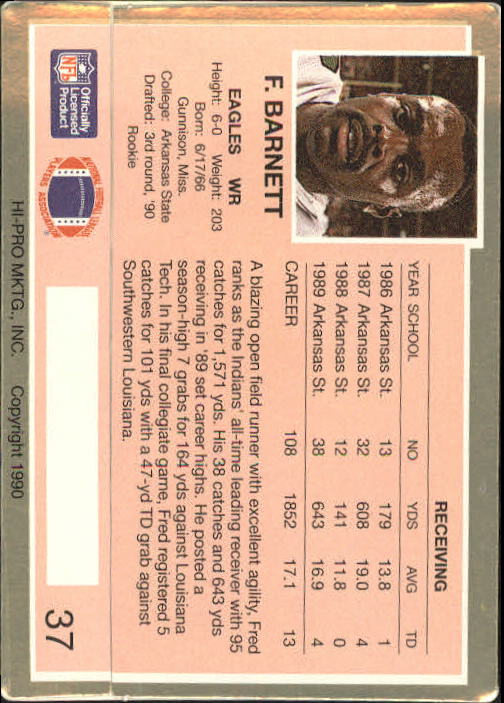 RECEIVING
YEAR SCHOOL NO YDS AVG TD
1986 Arkansas St. 13 179 13.8 1
1987 Arkansas St. 32 608 19.0 4
1988 Arkansas St. 12 141 11.8 0
1989 Arkansas St. 38 643 16.9 4
CAREER 108 1852 17.1 13
F. BARNETT
EAGLES WR
Height: 6-0 Weight: 203
Born: 6/17/66
Gunnison, Miss.
College: Arkansas State
Drafted: 3rd round, '90
Rookie
A blazing open field runner with excellent agility, Fred
ranks as the Indians' all-time leading receiver with 95
catches for 1,571 yds. His 38 catches and 643 yds
receiving in '89 set career highs. He posted a
season-high 7 grabs for 164 yds against Louisiana
Tech. In his final collegiate game, Fred registered 5
catches for 101 yds with a 47-yd TD grab against
Southwestern Louisiana.
NFL
Officially
Licensed
Product
NATIONAL FOOTBALL LEAGUE
PLAYERS
ASSOCIATION
37
HI-PRO MKTG., INC. Copyright 1990